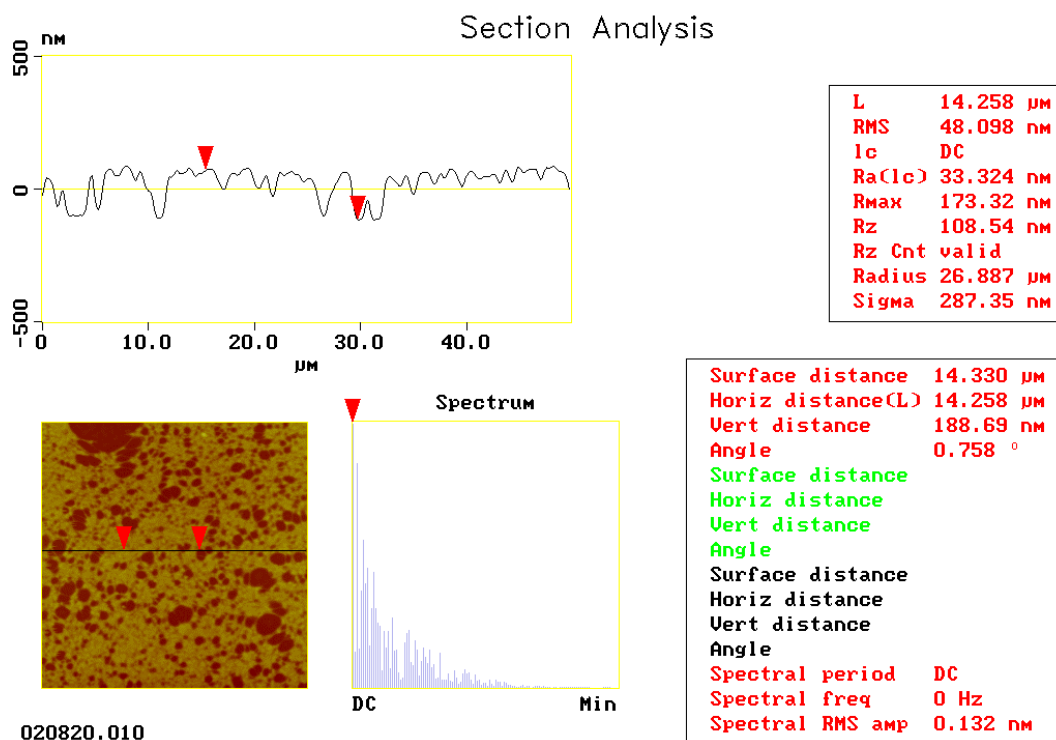 Section Analysis
nm
500
0
-500
0 10.0 20.0 30.0 40.0
μm
L 14.258 μm
RMS 48.098 nm
lc DC
Ra(lc) 33.324 nm
Rmax 173.32 nm
Rz 108.54 nm
Rz Cnt valid
Radius 26.887 μm
Sigma 287.35 nm
Surface distance 14.330 μm
Horiz distance(L) 14.258 μm
Vert distance 188.69 nm
Angle 0.758 °
Surface distance
Horiz distance
Vert distance
Angle
Surface distance
Horiz distance
Vert distance
Angle
Spectral period DC
Spectral freq 0 Hz
Spectral RMS amp 0.132 nm
Spectrum
DC Min
020820.010